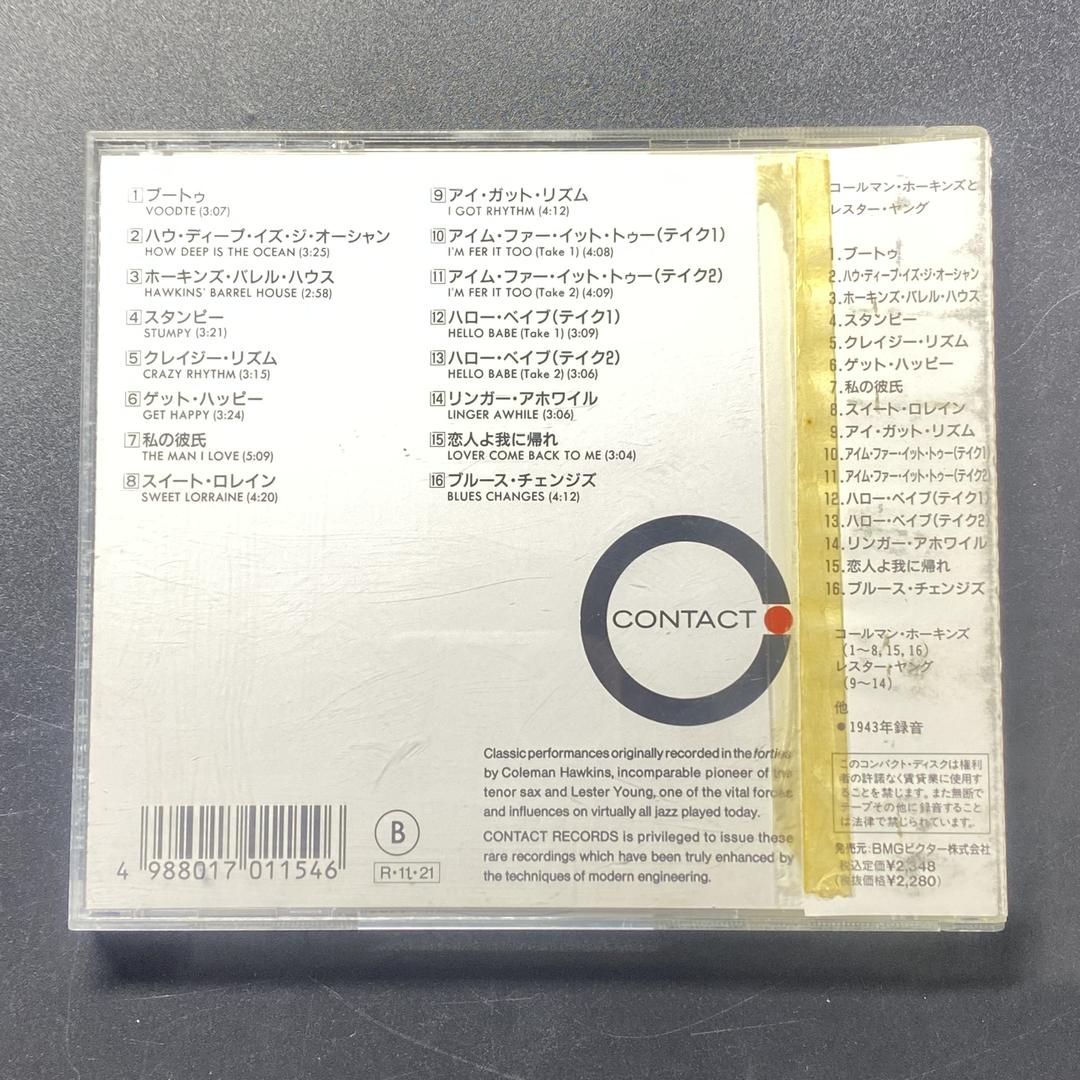 1 ブートゥ
VOODTE (3:07)
2 ハウ・ディープ・イズ・ジ・オーシャン
HOW DEEP IS THE OCEAN (3:25)
3 ホーキンズ・バレル・ハウス
HAWKINS' BARREL HOUSE (2:58)
4 スタンピー
STUMPY (3:21)
5 クレイジー・リズム
CRAZY RHYTHM (3:15)
6 ゲット・ハッピー
GET HAPPY (3:24)
7 私の彼氏
THE MAN I LOVE (5:09)
8 スイート・ロレイン
SWEET LORRAINE (4:20)
9 アイ・ガット・リズム
I GOT RHYTHM (4:12)
10 アイム・ファー・イット・トゥー(テイク1)
I'M FER IT TOO (Take 1) (4:08)
11 アイム・ファー・イット・トゥー(テイク2)
I'M FER IT TOO (Take 2) (4:09)
12 ハロー・ベイブ(テイク1)
HELLO BABE (Take 1) (3:09)
13 ハロー・ベイブ(テイク2)
HELLO BABE (Take 2) (3:06)
14 リンガー・アホワイル
LINGER AWHILE (3:06)
15 恋人よ我に帰れ
LOVER COME BACK TO ME (3:04)
16 ブルース・チェンジズ
BLUES CHANGES (4:12)
CONTACT
Classic performances originally recorded in the forties
by Coleman Hawkins, incomparable pioneer of the
tenor sax and Lester Young, one of the vital forces
and influences on virtually all jazz played today.
CONTACT RECORDS is privileged to issue these
rare recordings which have been truly enhanced by
the techniques of modern engineering.
4 988017 011546
B
R・11・21
コールマン・ホーキンズと
レスター・ヤング
1.ブートゥ
2.ハウ・ディープ・イズ・ジ・オーシャン
3.ホーキンズ・バレル・ハウス
4.スタンピー
5.クレイジー・リズム
6.ゲット・ハッピー
7.私の彼氏
8.スイート・ロレイン
9.アイ・ガット・リズム
10.アイム・ファー・イット・トゥー(テイク1)
11.アイム・ファー・イット・トゥー(テイク2)
12.ハロー・ベイブ(テイク1)
13.ハロー・ベイブ(テイク2)
14.リンガー・アホワイル
15.恋人よ我に帰れ
16.ブルース・チェンジズ
コールマン・ホーキンズ
(1〜8,15,16)
レスター・ヤング
(9〜14)
他
●1943年録音
このコンパクト・ディスクは権利
者の許諾なく賃貸業に使用す
ることを禁じます。また無断で
テープその他に録音すること
は法律で禁じられています。
発売元:BMGビクター株式会社
税込定価¥2,348
(税抜価格¥2,280)